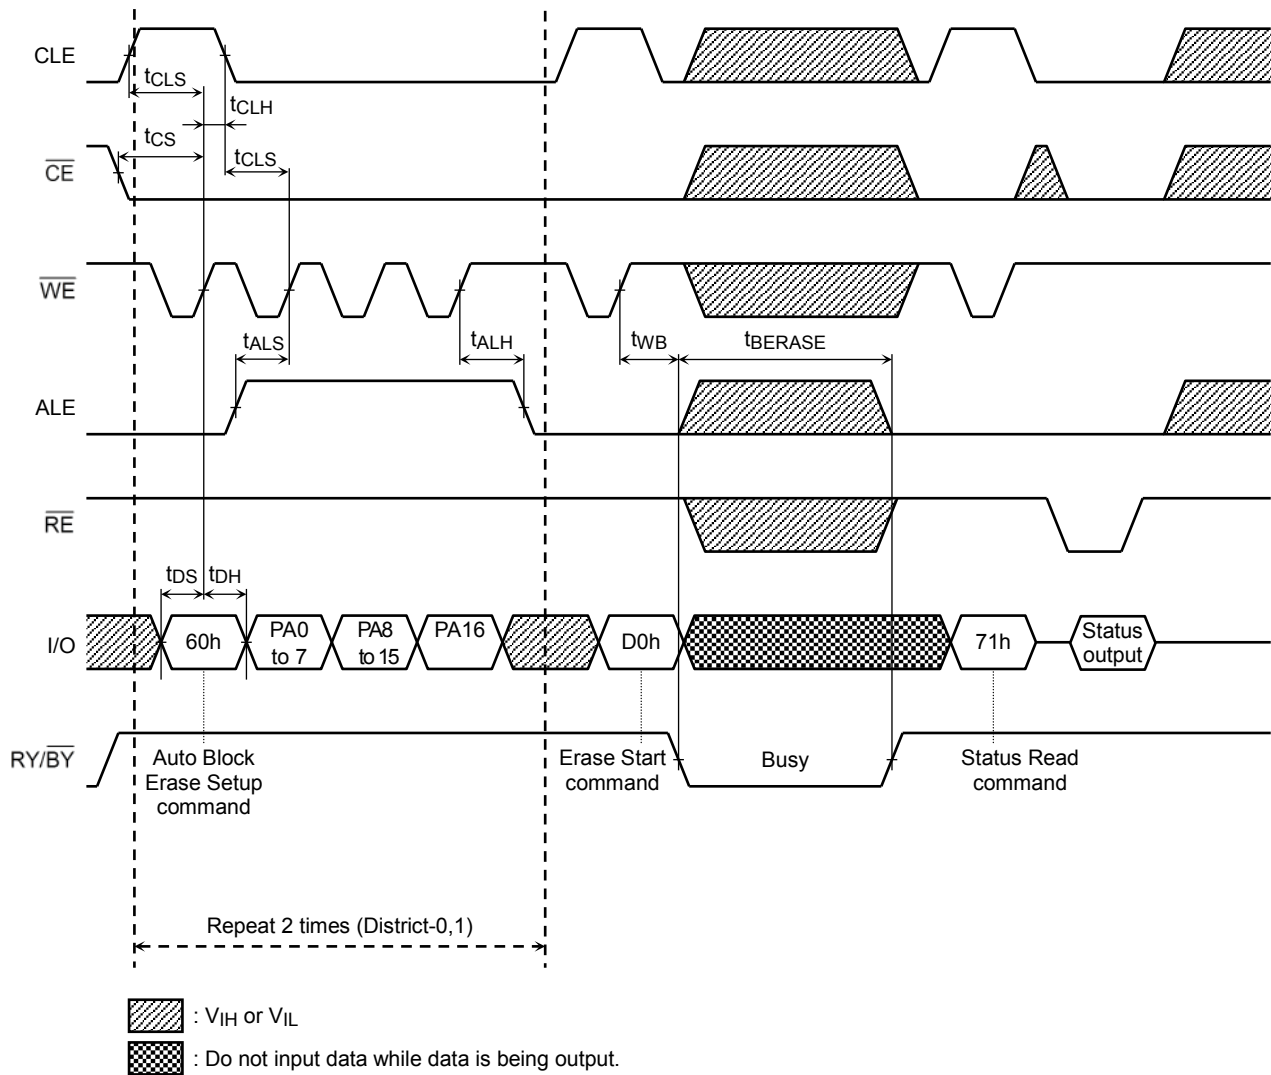 CLE
tCLS
tCLH
tCS
tCLS
CE
WE
tALS
tALH
tWB
tBERASE
ALE
RE
tDS
tDH
I/O
60h
PA0
to 7
PA8
to 15
PA16
D0h
71h
Status
output
RY/BY
Auto Block
Erase Setup
command
Erase Start
command
Busy
Status Read
command
Repeat 2 times (District-0,1)
: VIH or VIL
: Do not input data while data is being output.